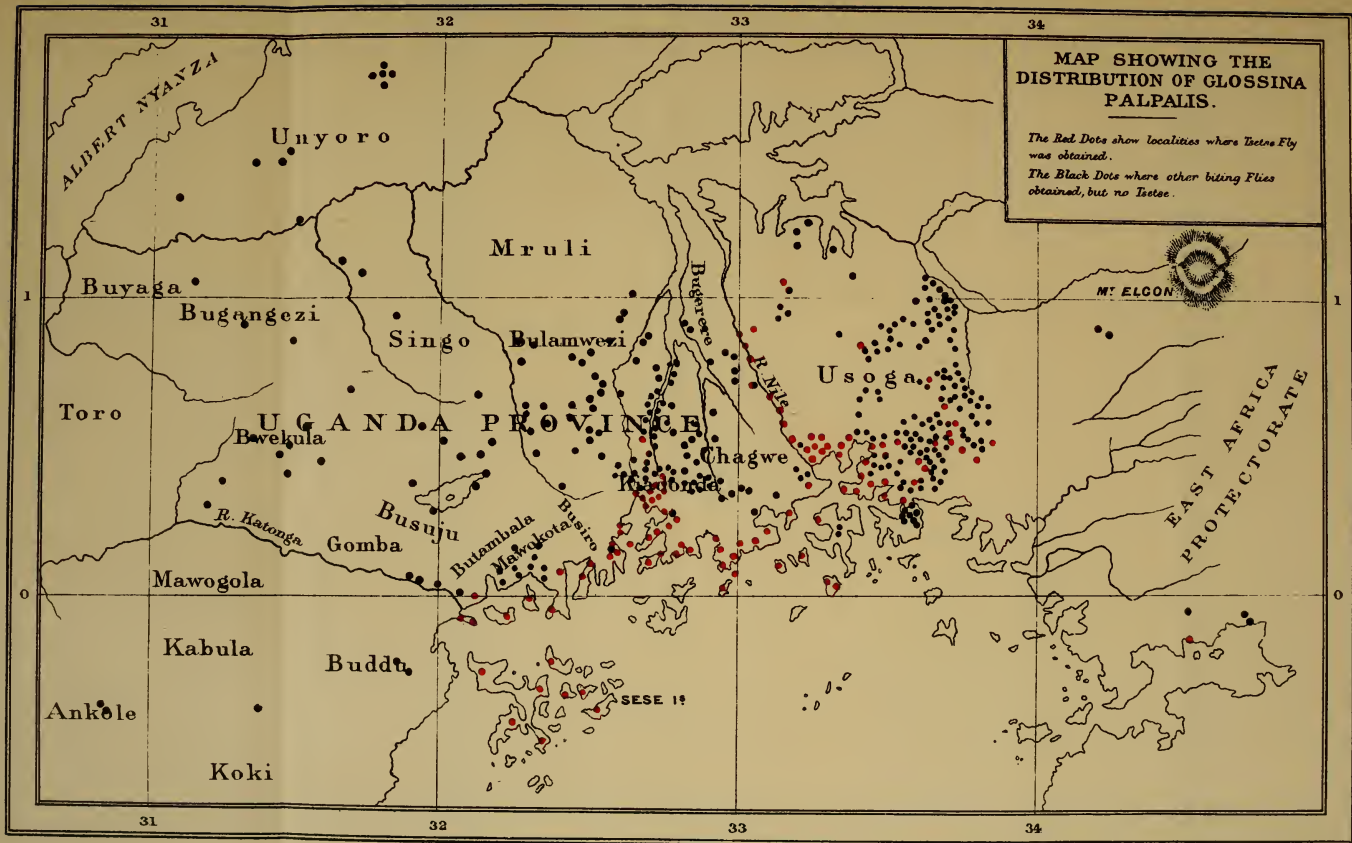 31 32 33 34
MAP SHOWING THE
DISTRIBUTION OF GLOSSINA
PALPALIS.
The Red Dots show localities where Tsetse Fly
was obtained.
The Black Dots where other biting Flies
obtained, but no Tsetse.
ALBERT NYANZA
Unyoro
Mruli
Buyaga
Bugangezi
Bugerere
MT ELGON
1 1
Singo
Bulamwezi
R. Nile
Usoga
Toro
UGANDA PROVINCE
Bwekula
Chagwe
Kiadonda
EAST AFRICA
PROTECTORATE
R. Katonga
Busuju
Gomba
Butambala
Mawokota
Busiro
Mawogola
0 0
Kabula
Buddu
SESE Is
Ankole
Koki
31 32 33 34